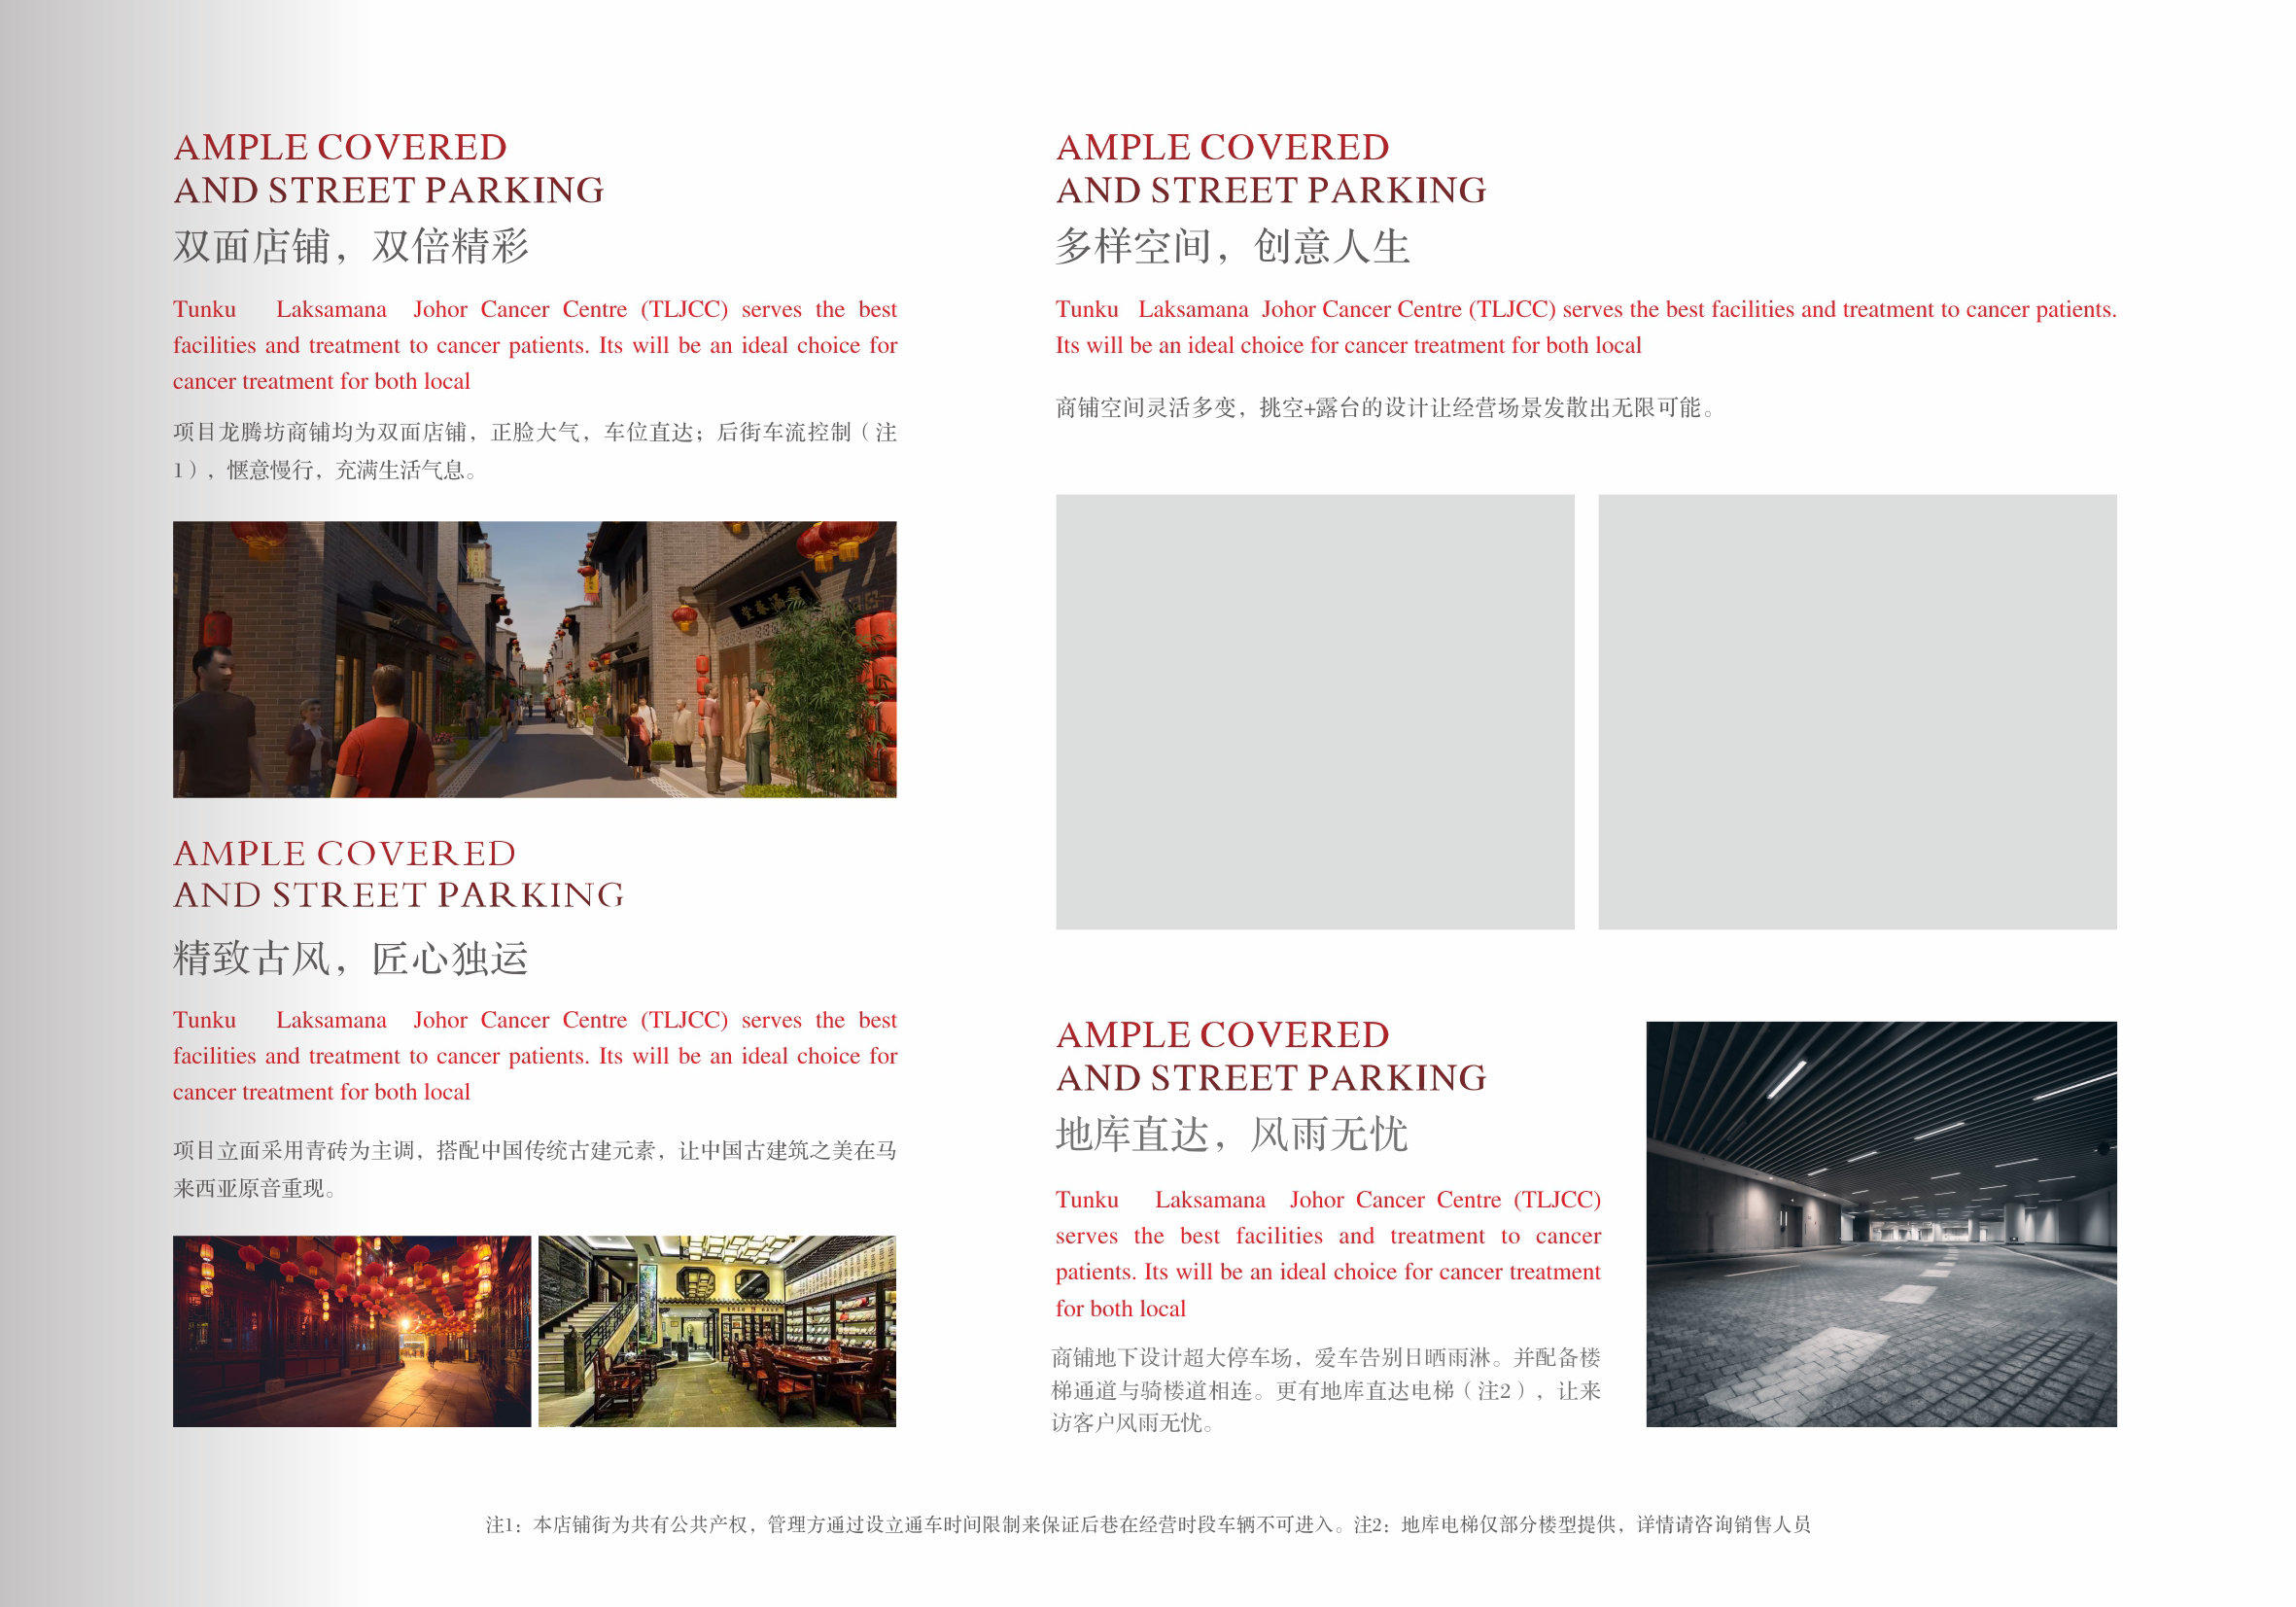 AMPLE COVERED
AND STREET PARKING
双面店铺，双倍精彩
Tunku Laksamana Johor Cancer Centre (TLJCC) serves the best
facilities and treatment to cancer patients. Its will be an ideal choice for
cancer treatment for both local
项目龙腾坊商铺均为双面店铺，正脸大气，车位直达；后街车流控制（注
1），惬意慢行，充满生活气息。
AMPLE COVERED
AND STREET PARKING
精致古风，匠心独运
Tunku Laksamana Johor Cancer Centre (TLJCC) serves the best
facilities and treatment to cancer patients. Its will be an ideal choice for
cancer treatment for both local
项目立面采用青砖为主调，搭配中国传统古建元素，让中国古建筑之美在马
来西亚原音重现。
AMPLE COVERED
AND STREET PARKING
多样空间，创意人生
Tunku Laksamana Johor Cancer Centre (TLJCC) serves the best facilities and treatment to cancer patients.
Its will be an ideal choice for cancer treatment for both local
商铺空间灵活多变，挑空+露台的设计让经营场景发散出无限可能。
AMPLE COVERED
AND STREET PARKING
地库直达，风雨无忧
Tunku Laksamana Johor Cancer Centre (TLJCC)
serves the best facilities and treatment to cancer
patients. Its will be an ideal choice for cancer treatment
for both local
商铺地下设计超大停车场，爱车告别日晒雨淋。并配备楼
梯通道与骑楼道相连。更有地库直达电梯（注2），让来
访客户风雨无忧。
注1：本店铺街为共有公共产权，管理方通过设立通车时间限制来保证后巷在经营时段车辆不可进入。注2：地库电梯仅部分楼型提供，详情请咨询销售人员